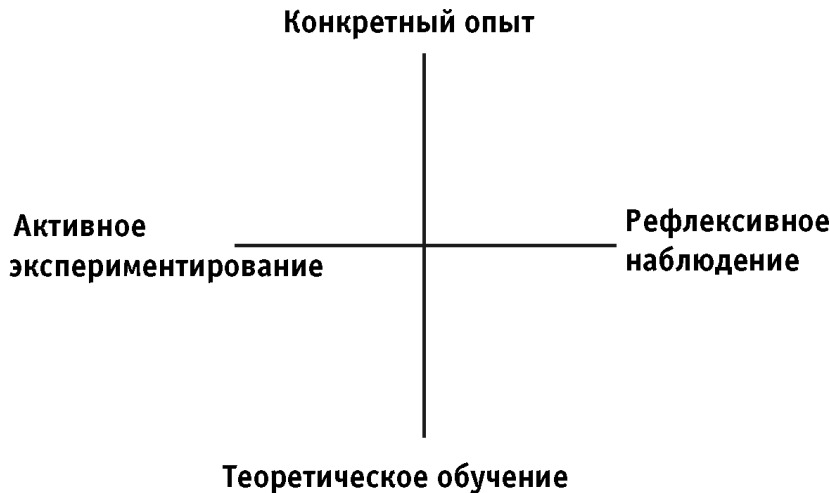 Конкретный опыт
Активное
экспериментирование
Рефлексивное
наблюдение
Теоретическое обучение